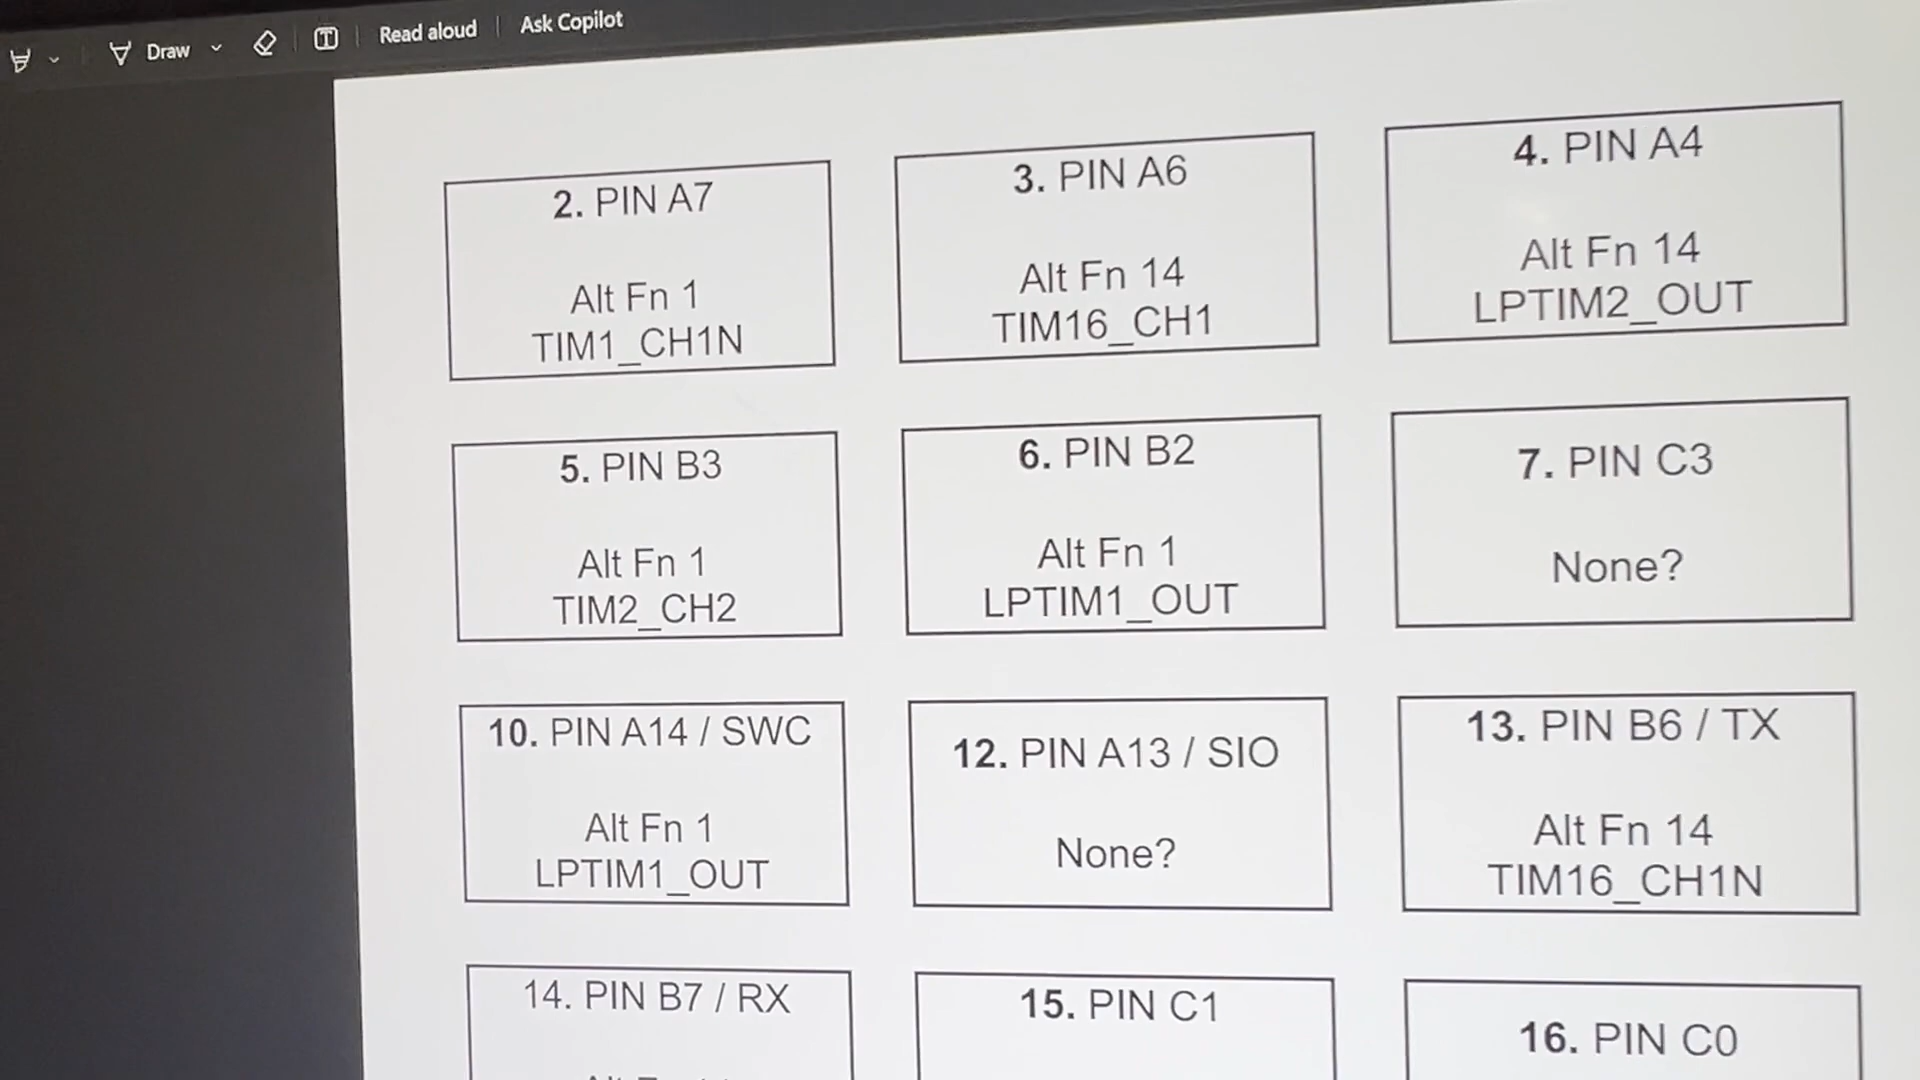 Draw
Read aloud
Ask Copilot
2. PIN A7
Alt Fn 1
TIM1_CH1N
3. PIN A6
Alt Fn 14
TIM16_CH1
4. PIN A4
Alt Fn 14
LPTIM2_OUT
5. PIN B3
Alt Fn 1
TIM2_CH2
6. PIN B2
Alt Fn 1
LPTIM1_OUT
7. PIN C3
None?
10. PIN A14 / SWC
Alt Fn 1
LPTIM1_OUT
12. PIN A13 / SIO
None?
13. PIN B6 / TX
Alt Fn 14
TIM16_CH1N
14. PIN B7 / RX
15. PIN C1
16. PIN C0